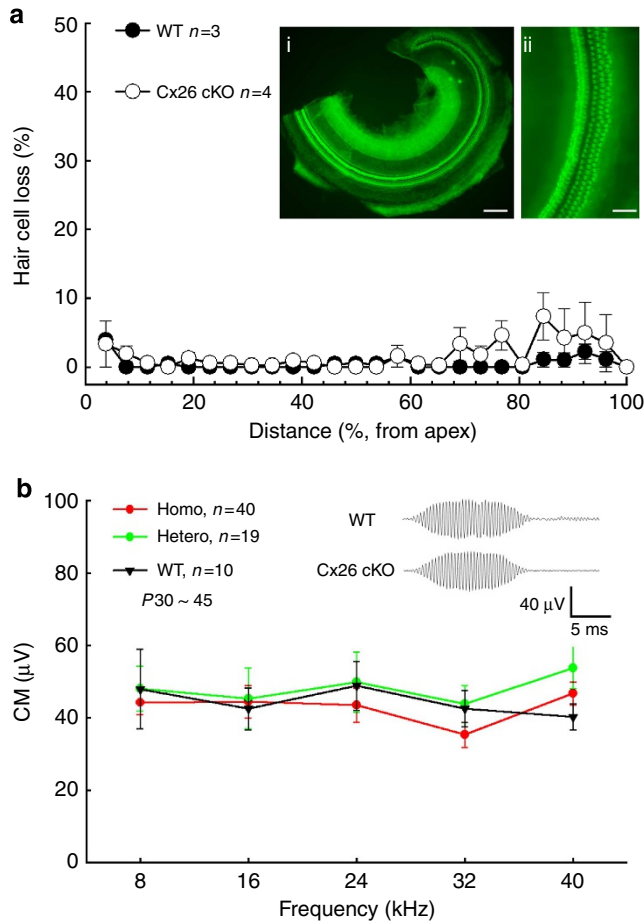 a
50
40
30
20
10
0
Hair cell loss (%)
WT n=3
Cx26 cKO n=4
i
ii
0
20
40
60
80
100
Distance (%, from apex)
b
100
80
60
40
20
0
CM (μV)
Homo, n=40
Hetero, n=19
WT, n=10
P30 ~ 45
WT
Cx26 cKO
40 μV
5 ms
8
16
24
32
40
Frequency (kHz)